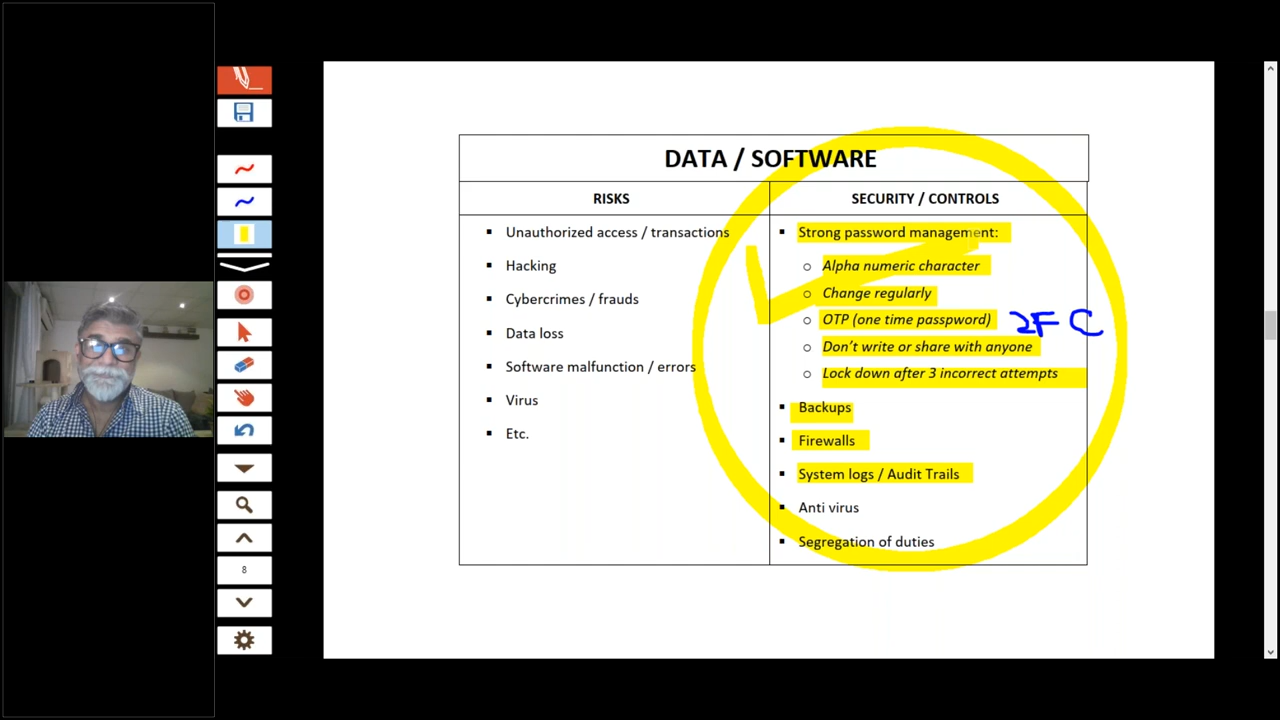 DATA / SOFTWARE
RISKS
SECURITY / CONTROLS
▪ Unauthorized access / transactions
▪ Hacking
▪ Cybercrimes / frauds
▪ Data loss
▪ Software malfunction / errors
▪ Virus
▪ Etc.
▪ Strong password management:
o Alpha numeric character
o Change regularly
o OTP (one time paspword) 2F C
o Don't write or share with anyone
o Lock down after 3 incorrect attempts
▪ Backups
▪ Firewalls
▪ System logs / Audit Trails
▪ Anti virus
▪ Segregation of duties
8